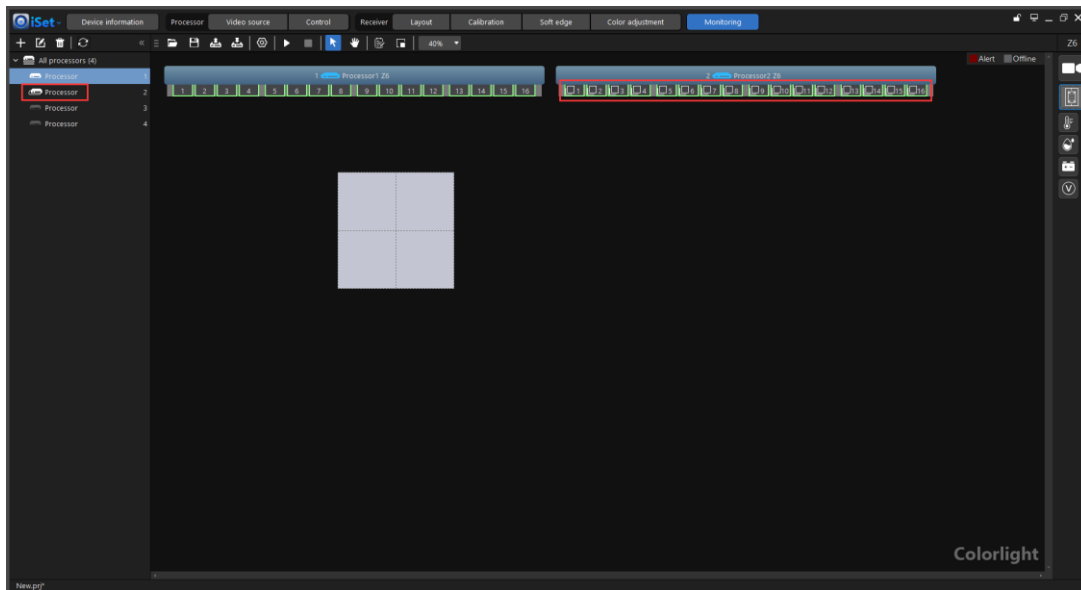 iSet - Device information Processor Video source Control Receiver Layout Calibration Soft edge Color adjustment Monitoring
40% Z6
All processors (4) Alert Offline
Processor 1 1 Processor1 Z6 2 Processor2 Z6
Processor 2 1 2 3 4 5 6 7 8 9 10 11 12 13 14 15 16 1 2 3 4 5 6 7 8 9 10 11 12 13 14 15 16
Processor 3
Processor 4
V
Colorlight
New.prj*